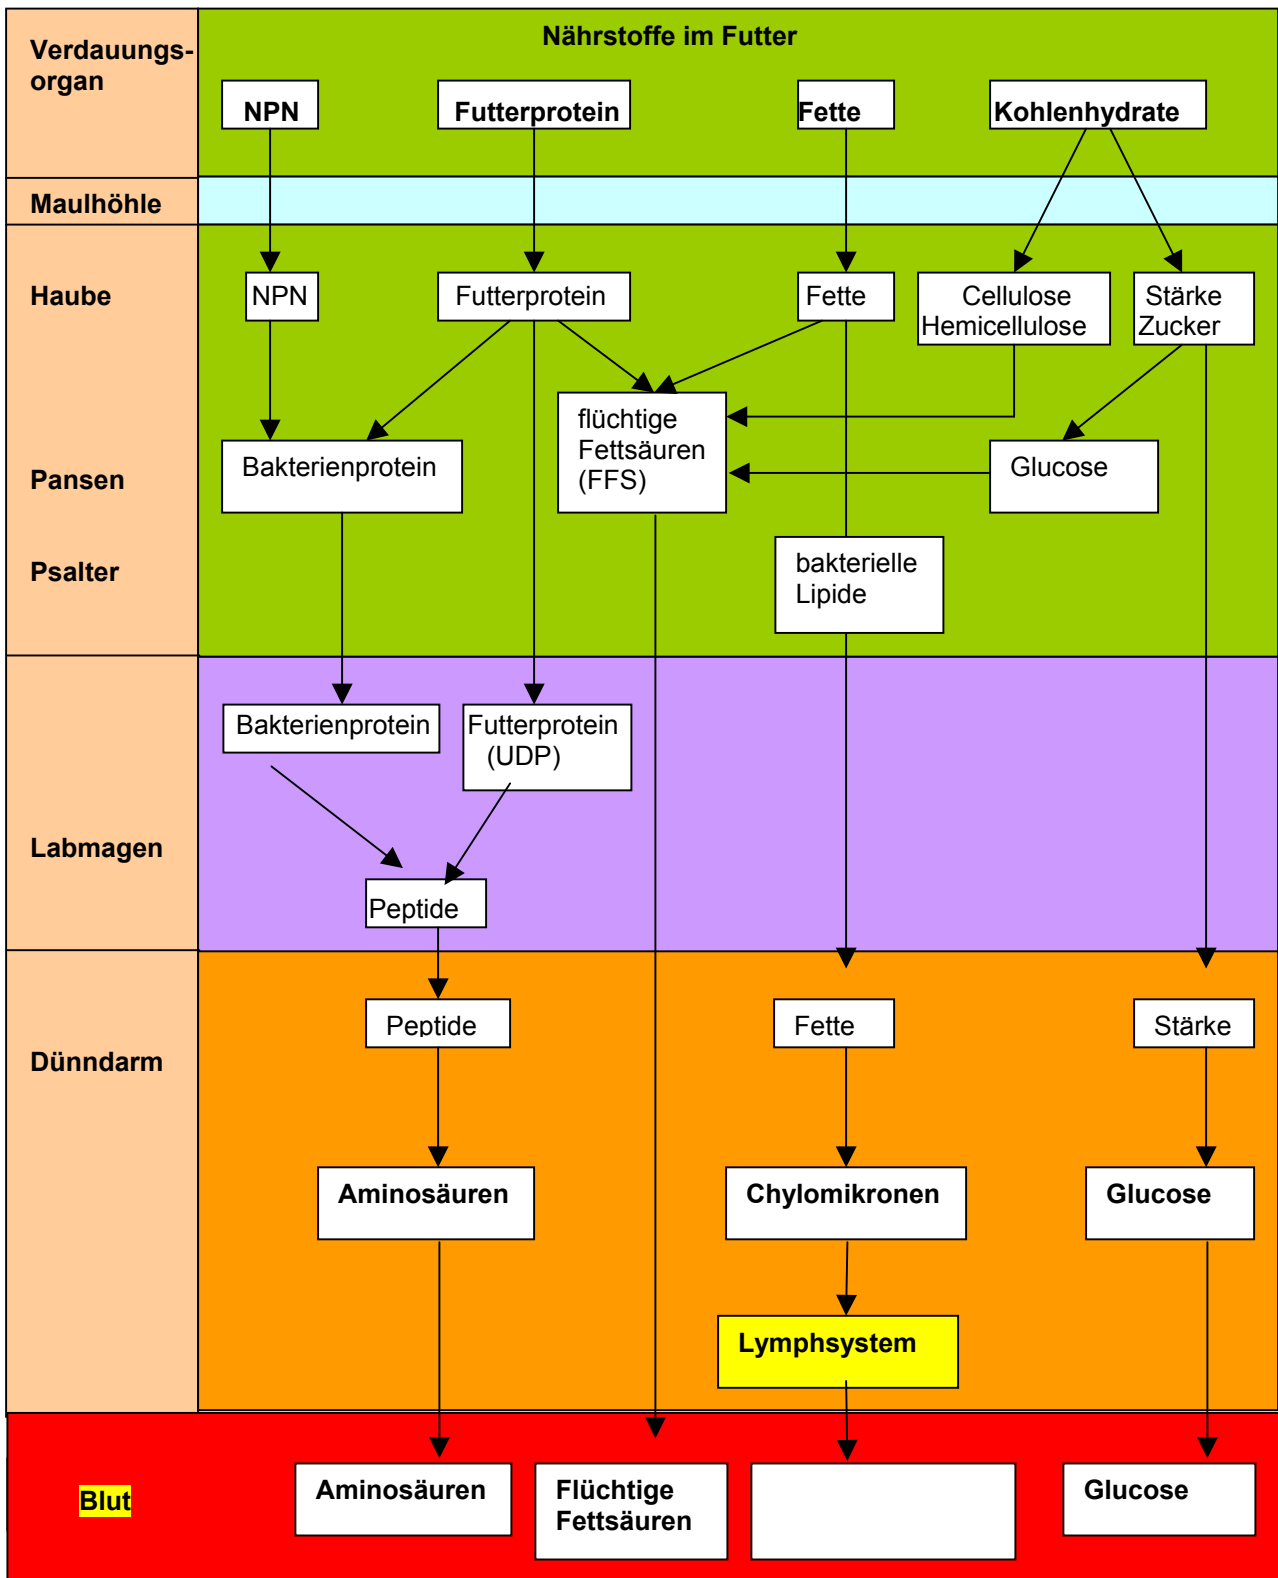 Nährstoffe im Futter
Verdauungs-
organ
NPN
Futterprotein
Fette
Kohlenhydrate
Maulhöhle
Haube
NPN
Futterprotein
Fette
Cellulose
Hemicellulose
Stärke
Zucker
flüchtige
Fettsäuren
(FFS)
Pansen
Bakterienprotein
Glucose
Psalter
bakterielle
Lipide
Bakterienprotein
Futterprotein
(UDP)
Labmagen
Peptide
Peptide
Fette
Stärke
Dünndarm
Aminosäuren
Chylomikronen
Glucose
Lymphsystem
Blut
Aminosäuren
Flüchtige
Fettsäuren
Glucose